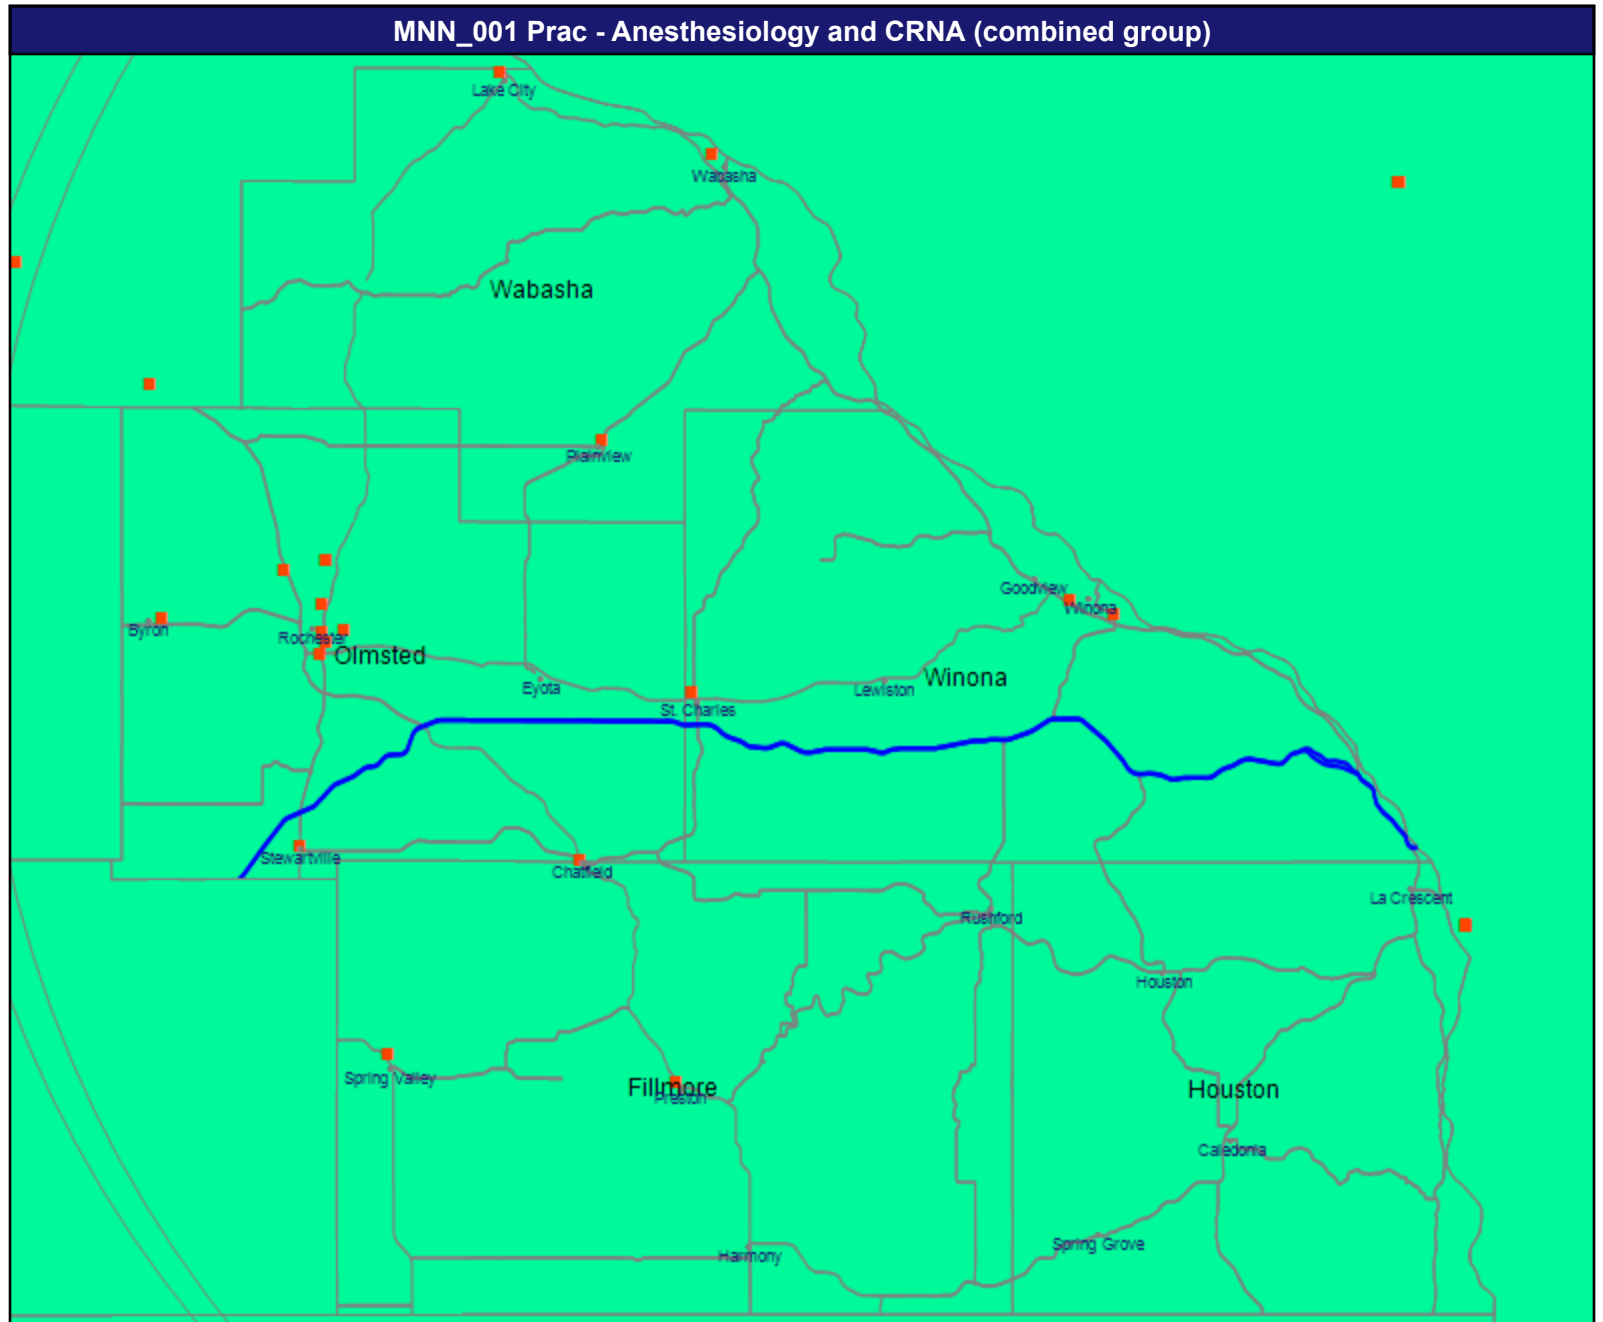 MNN_001 Prac - Anesthesiology and CRNA (combined group)
Lake City
Wabasha
Wabasha
Plainview
Goodview
Winona
Byron
Rochester
Olmsted
Eyota
St. Charles
Lewiston
Winona
Stewartville
Chatfield
La Crescent
Rushford
Houston
Spring Valley
Fillmore
Preston
Houston
Caledonia
Spring Grove
Harmony